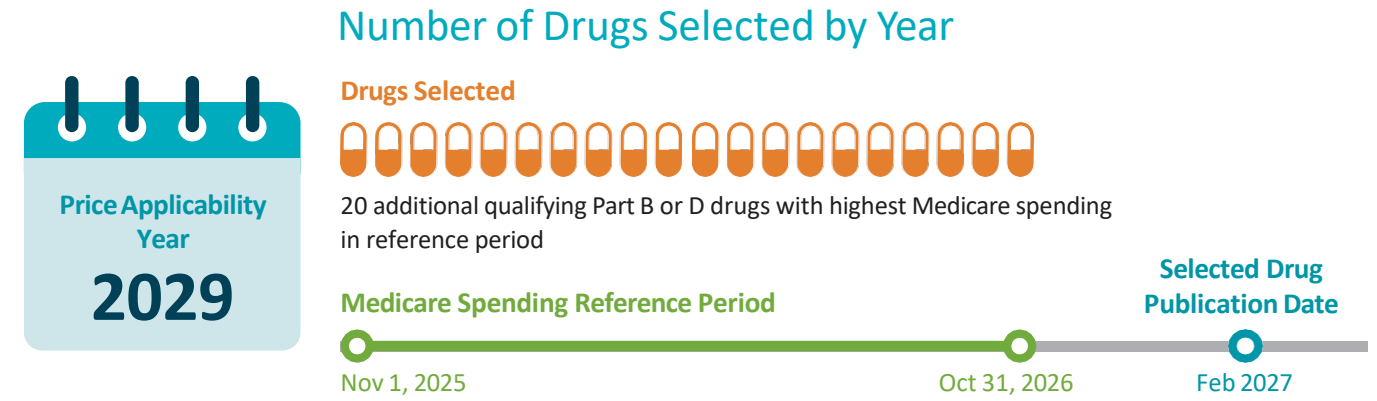 Number of Drugs Selected by Year
Drugs Selected
20 additional qualifying Part B or D drugs with highest Medicare spending
in reference period
Price Applicability
Year
2029
Medicare Spending Reference Period
Selected Drug
Publication Date
Nov 1, 2025
Oct 31, 2026
Feb 2027